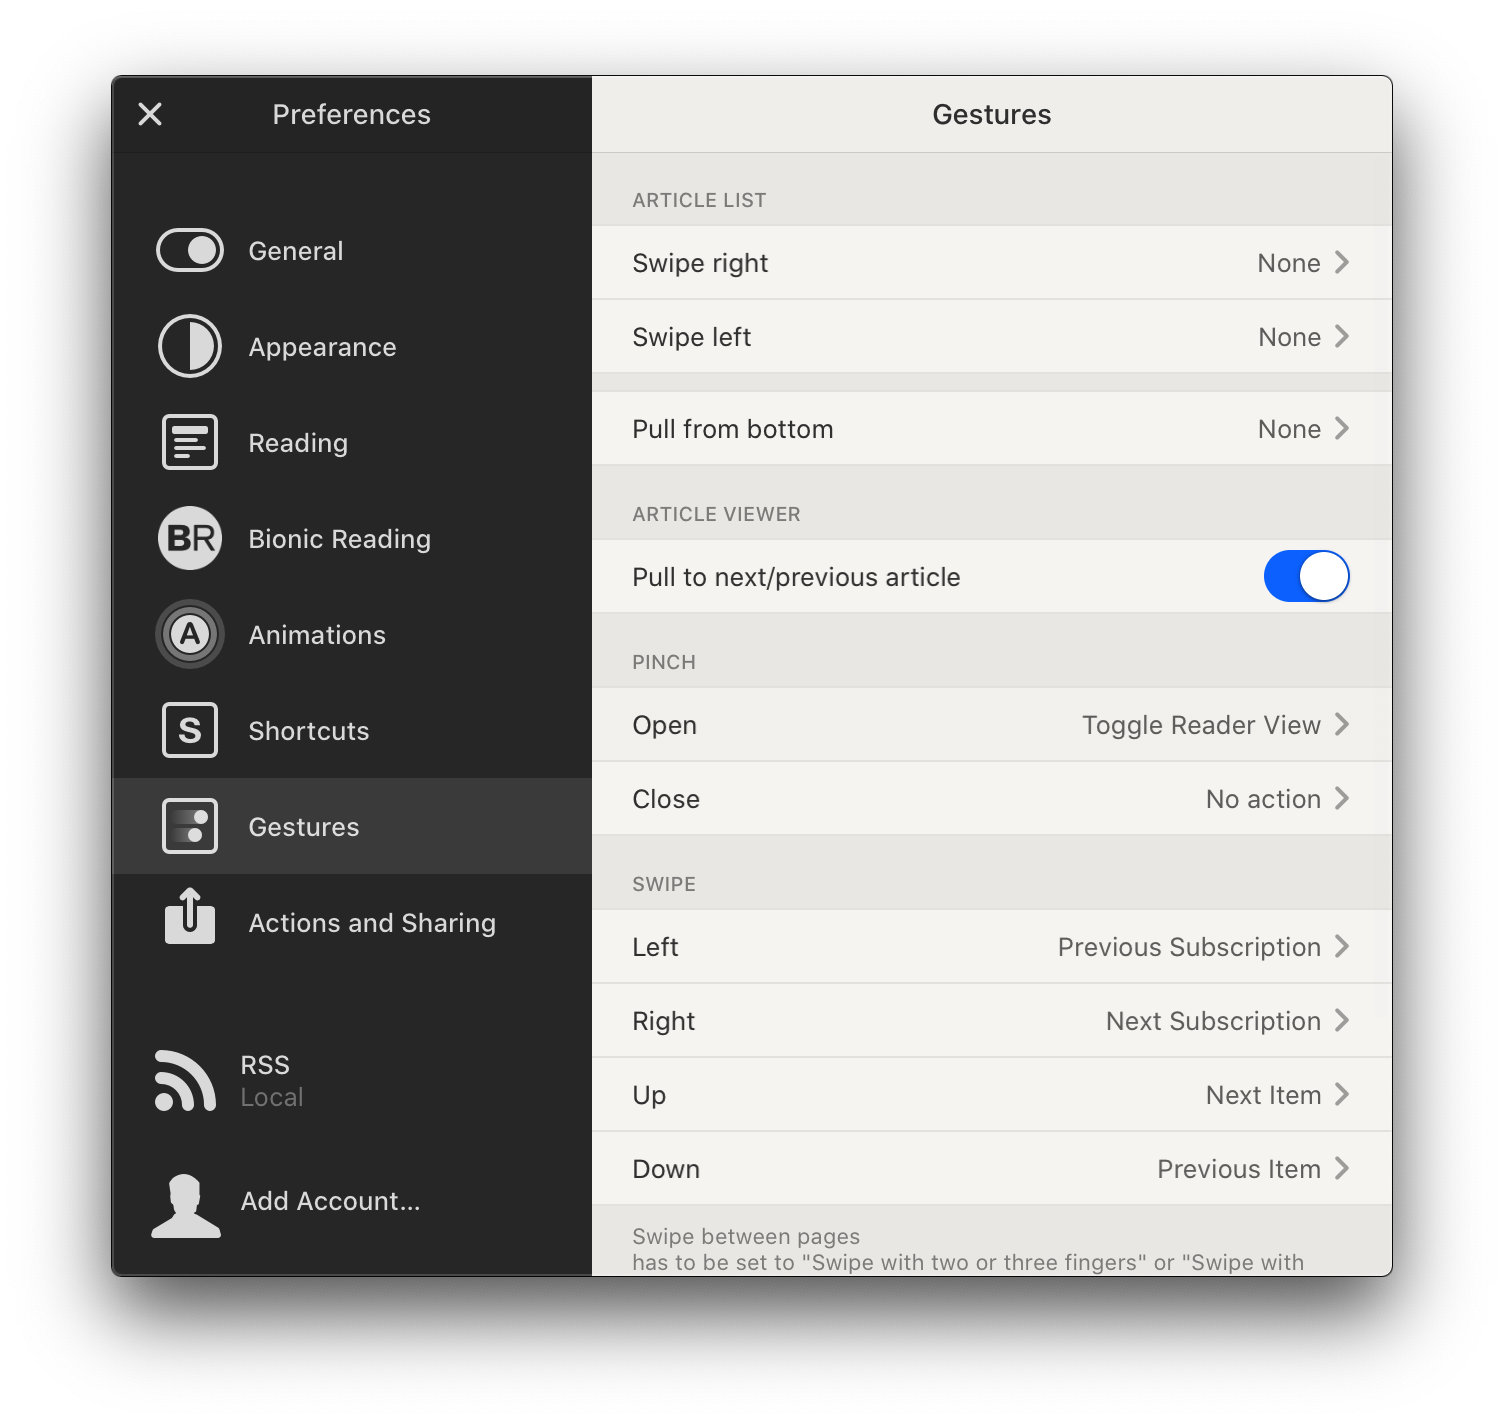 Preferences
General
Appearance
Reading
BR
Bionic Reading
A
Animations
S
Shortcuts
Gestures
Actions and Sharing
RSS
Local
Add Account...
Gestures
ARTICLE LIST
Swipe right None
Swipe left None
Pull from bottom None
ARTICLE VIEWER
Pull to next/previous article
PINCH
Open Toggle Reader View
Close No action
SWIPE
Left Previous Subscription
Right Next Subscription
Up Next Item
Down Previous Item
Swipe between pages
has to be set to "Swipe with two or three fingers" or "Swipe with